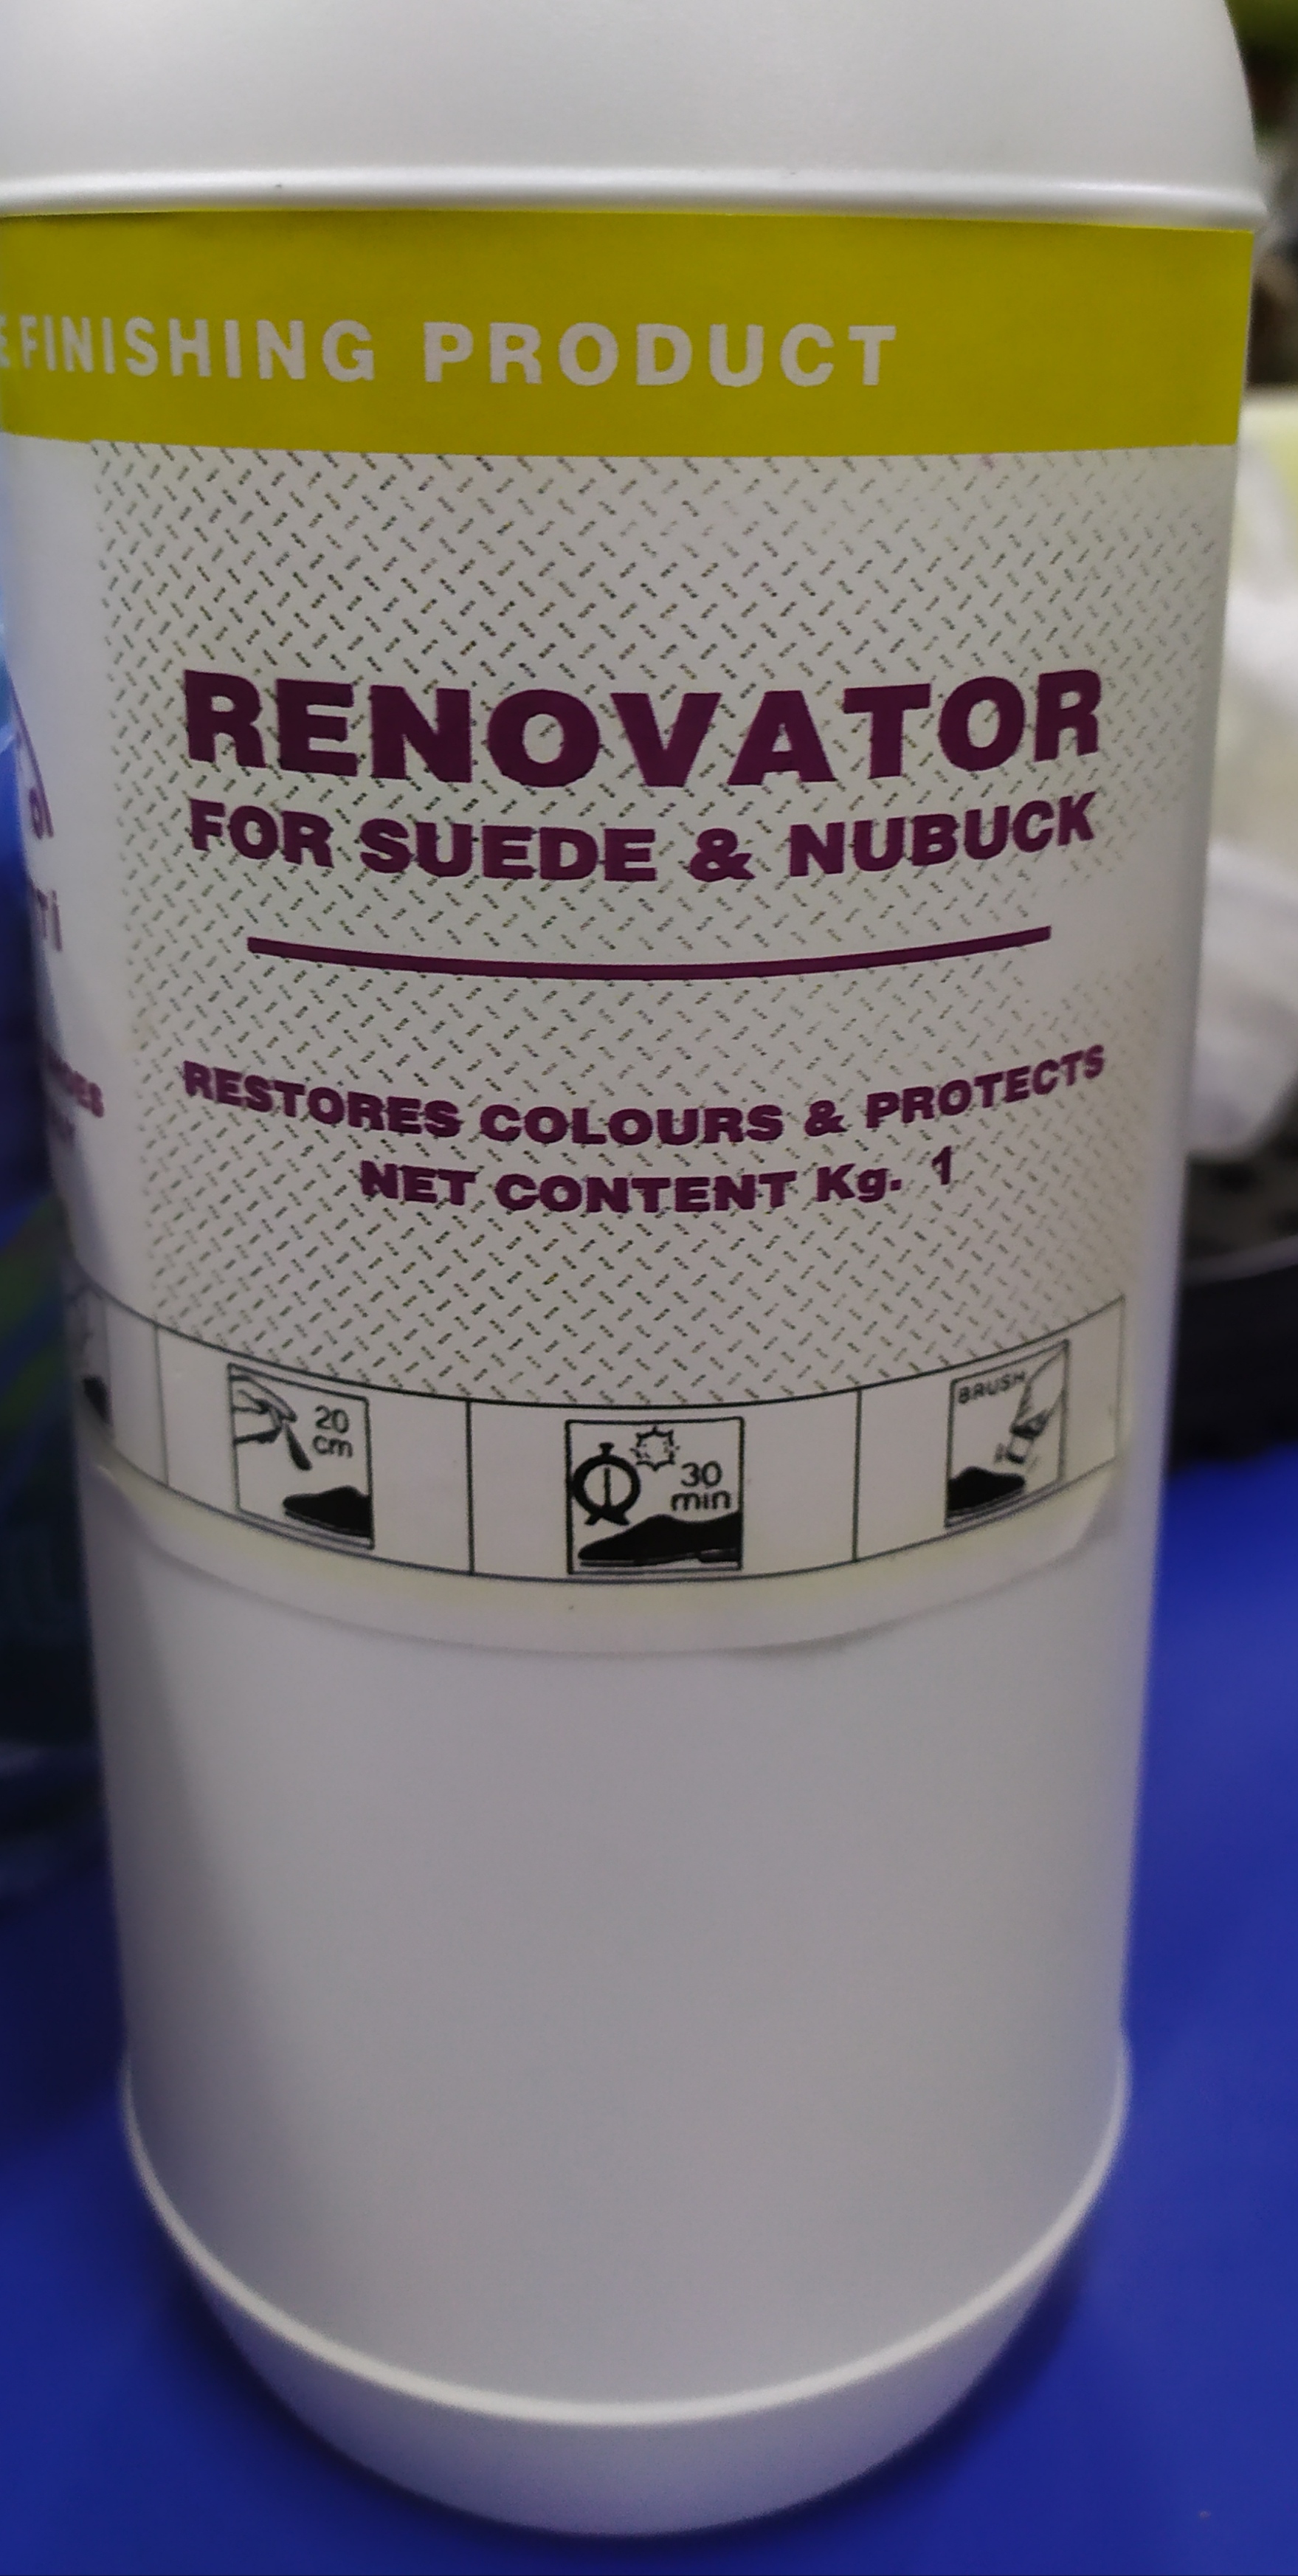 FINISHING PRODUCT
RENOVATOR
FOR SUEDE & NUBUCK
RESTORES COLOURS & PROTECTS
NET CONTENT Kg. 1
20
cm
30
min
BRUSH